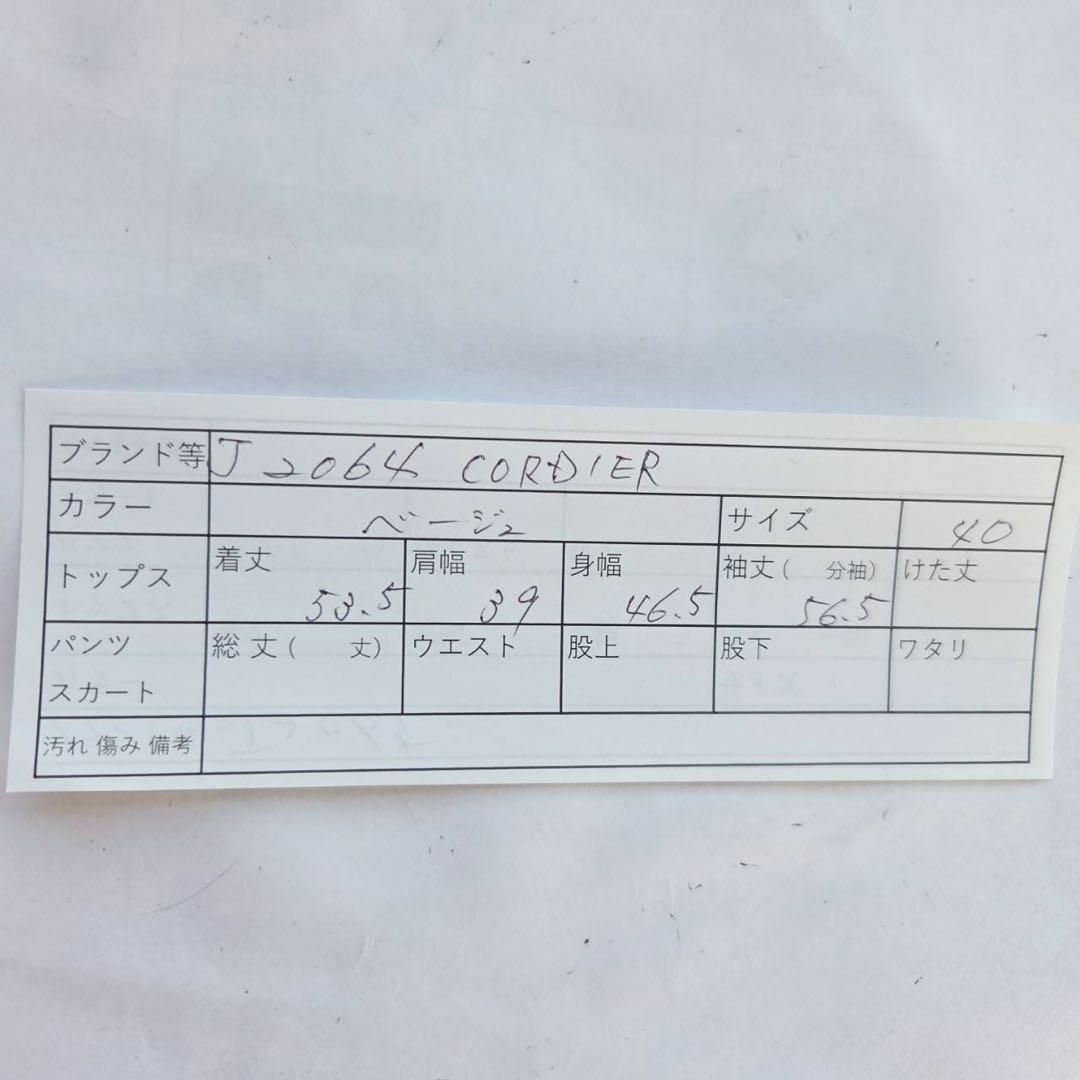 ブランド等 J 2064 CORDIER
カラー ベージュ サイズ 40
トップス 着丈 53.5 肩幅 39 身幅 46.5 袖丈( 分袖) 56.5 けた丈
パンツ スカート 総丈( 丈) ウエスト 股上 股下 ワタリ
汚れ 傷み 備考